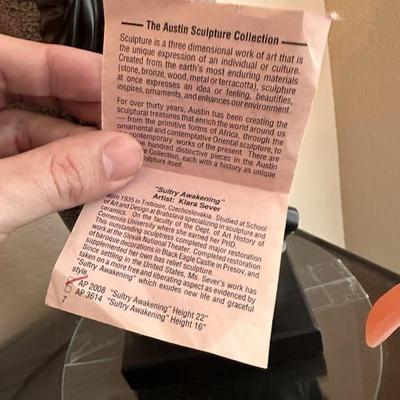 The Austin Sculpture Collection
Sculpture is a three dimensional work of art that is
the unique expression of an individual or culture.
Created from the earth's most enduring materials
(stone, bronze, wood, metal or terracotta), sculpture
at once expresses an idea or feeling, beautifies,
inspires, ornaments, and enhances our environment.
For over thirty years, Austin has been creating the
sculptural treasures that enrich the world around us
— from the primitive forms of Africa, through the
ornamental and contemplative Oriental sculpture, to
contemporary works of the present. There are
hundred distinctive pieces in the Austin
Collection, each with a history as unique
sculpture itself.
"Sultry Awakening"
Artist: Klara Sever
Born 1935 in Trebisov, Czechoslovakia. Studied at School
of Art and Design at Bratislava specializing in sculpture and
ceramics. On the faculty of the Dept. of Art History of
Comenius University where she earned her PHD.
This outstanding sculptress completed major restoration
work at the Slovak National Theater. Completed restoration
of baroque decorations in Black Eagle Castle in Presov, and
supplemented her own bas relief sculpture.
Since settling in the United States, Ms. Sever's work has
taken on a more free and liberating aspect as evidenced by
"Sultry Awakening" which exudes new life and graceful
style.
AP 2008 "Sultry Awakening" Height 22"
AP 3614 "Sultry Awakening" Height 16"
7